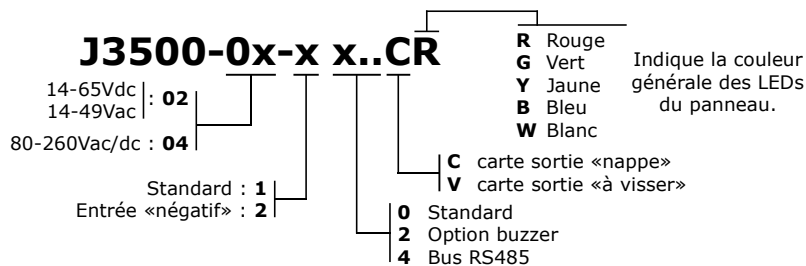 J3500-0x-x x..CR
R Rouge
G Vert
Y Jaune
B Bleu
W Blanc
Indique la couleur
générale des LEDs
du panneau.
14-65Vdc
14-49Vac
: 02
80-260Vac/dc : 04
C carte sortie «nappe»
V carte sortie «à visser»
Standard : 1
Entrée «négatif» : 2
0 Standard
2 Option buzzer
4 Bus RS485